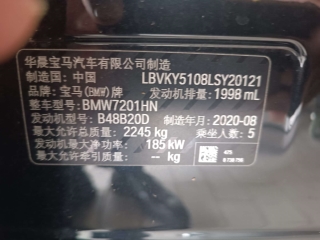 华晨宝马汽车有限公司制造
制造国：中国 LBVKY5108LSY20121
品牌：宝马(BMW)牌 发动机排量：1998 mL
整车型号：BMW7201HN
发动机型号：B48B20D 制造年月：2020-08
最大允许总质量：2245 kg 乘坐人数：5
发动机最大净功率：185 kW
最大允许牵引质量：-- kg